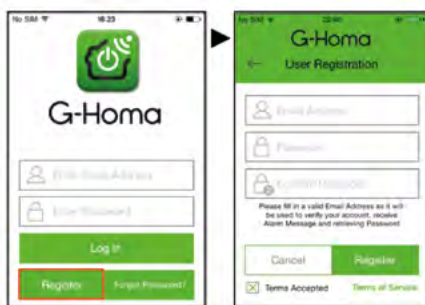 No SIM
16:23
G-Homa
Enter Email Address
Enter Password
Log In
Register
Forgot Password?
No SIM
G-Homa
User Registration
Email Address
Password
Confirm Password
Please fill in a valid Email Address as it will
be used to verify your account, receive
Alarm Message and retrieving Password
Cancel
Register
Terms Accepted
Terms of Service